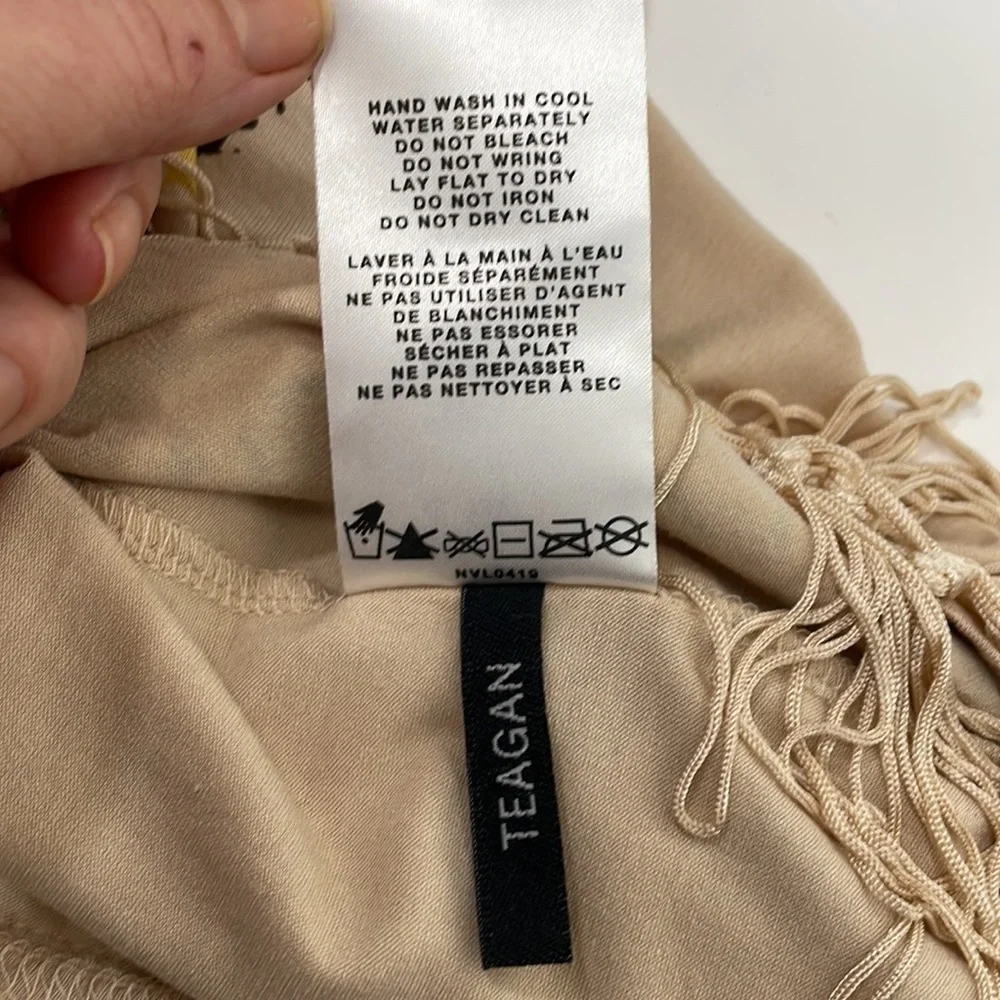 HAND WASH IN COOL
WATER SEPARATELY
DO NOT BLEACH
DO NOT WRING
LAY FLAT TO DRY
DO NOT IRON
DO NOT DRY CLEAN
LAVER À LA MAIN À L'EAU
FROIDE SÉPARÉMENT
NE PAS UTILISER D'AGENT
DE BLANCHIMENT
NE PAS ESSORER
SÉCHER À PLAT
NE PAS REPASSER
NE PAS NETTOYER À SEC
NVL0419
TEAGAN